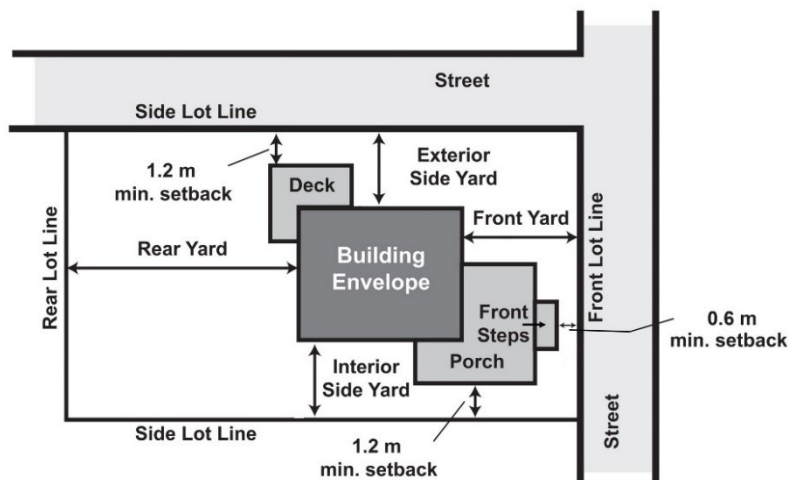 Street
Side Lot Line
1.2 m
min. setback
Exterior
Side Yard
Deck
Front Yard
Rear Yard
Building
Envelope
Rear Lot Line
Front Lot Line
Front
Steps
0.6 m
min. setback
Porch
Interior
Side Yard
Side Lot Line
1.2 m
min. setback
Street